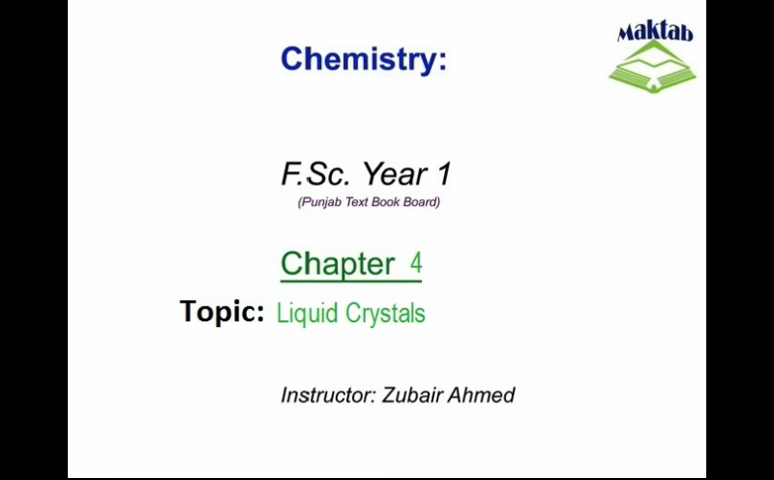 Maktab
Chemistry:
F.Sc. Year 1
(Punjab Text Book Board)
Chapter 4
Topic: Liquid Crystals
Instructor: Zubair Ahmed